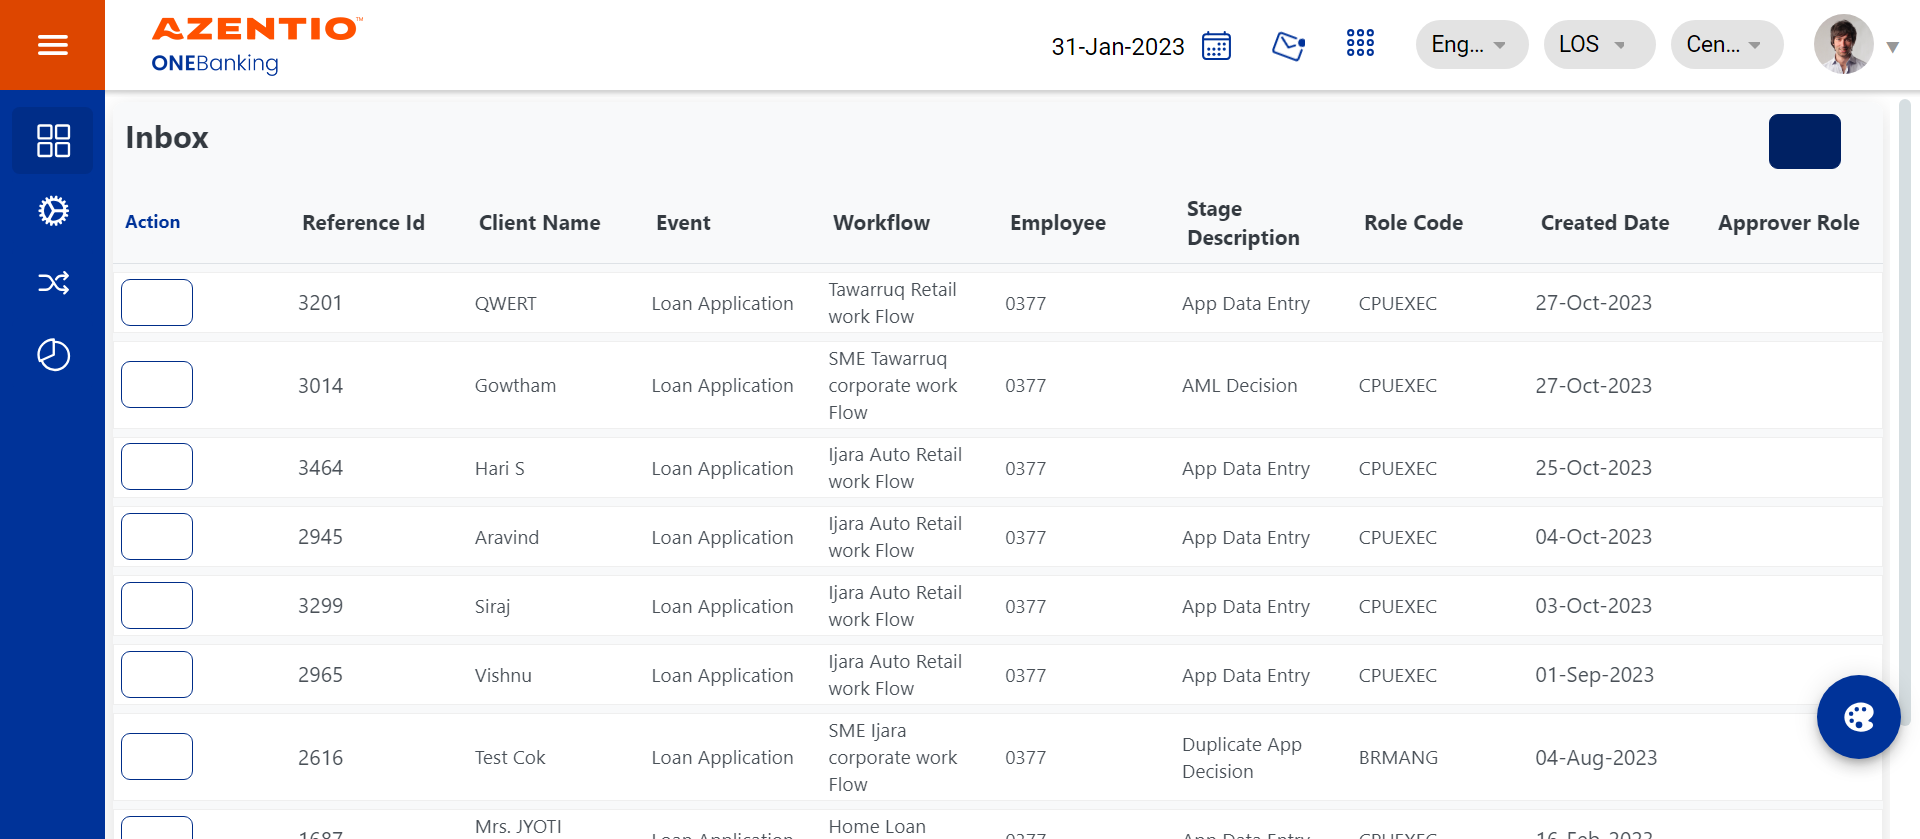 AZENTIO™
ONEBanking
31-Jan-2023
Eng...
LOS
Cen...
Inbox
Action Reference Id Client Name Event Workflow Employee Stage Description Role Code Created Date Approver Role
3201 QWERT Loan Application Tawarruq Retail work Flow 0377 App Data Entry CPUEXEC 27-Oct-2023
3014 Gowtham Loan Application SME Tawarruq corporate work Flow 0377 AML Decision CPUEXEC 27-Oct-2023
3464 Hari S Loan Application Ijara Auto Retail work Flow 0377 App Data Entry CPUEXEC 25-Oct-2023
2945 Aravind Loan Application Ijara Auto Retail work Flow 0377 App Data Entry CPUEXEC 04-Oct-2023
3299 Siraj Loan Application Ijara Auto Retail work Flow 0377 App Data Entry CPUEXEC 03-Oct-2023
2965 Vishnu Loan Application Ijara Auto Retail work Flow 0377 App Data Entry CPUEXEC 01-Sep-2023
2616 Test Cok Loan Application SME Ijara corporate work Flow 0377 Duplicate App Decision BRMANG 04-Aug-2023
1687 Mrs. JYOTI Loan Application Home Loan 0377 App Data Entry CPUEXEC 16-Feb-2023